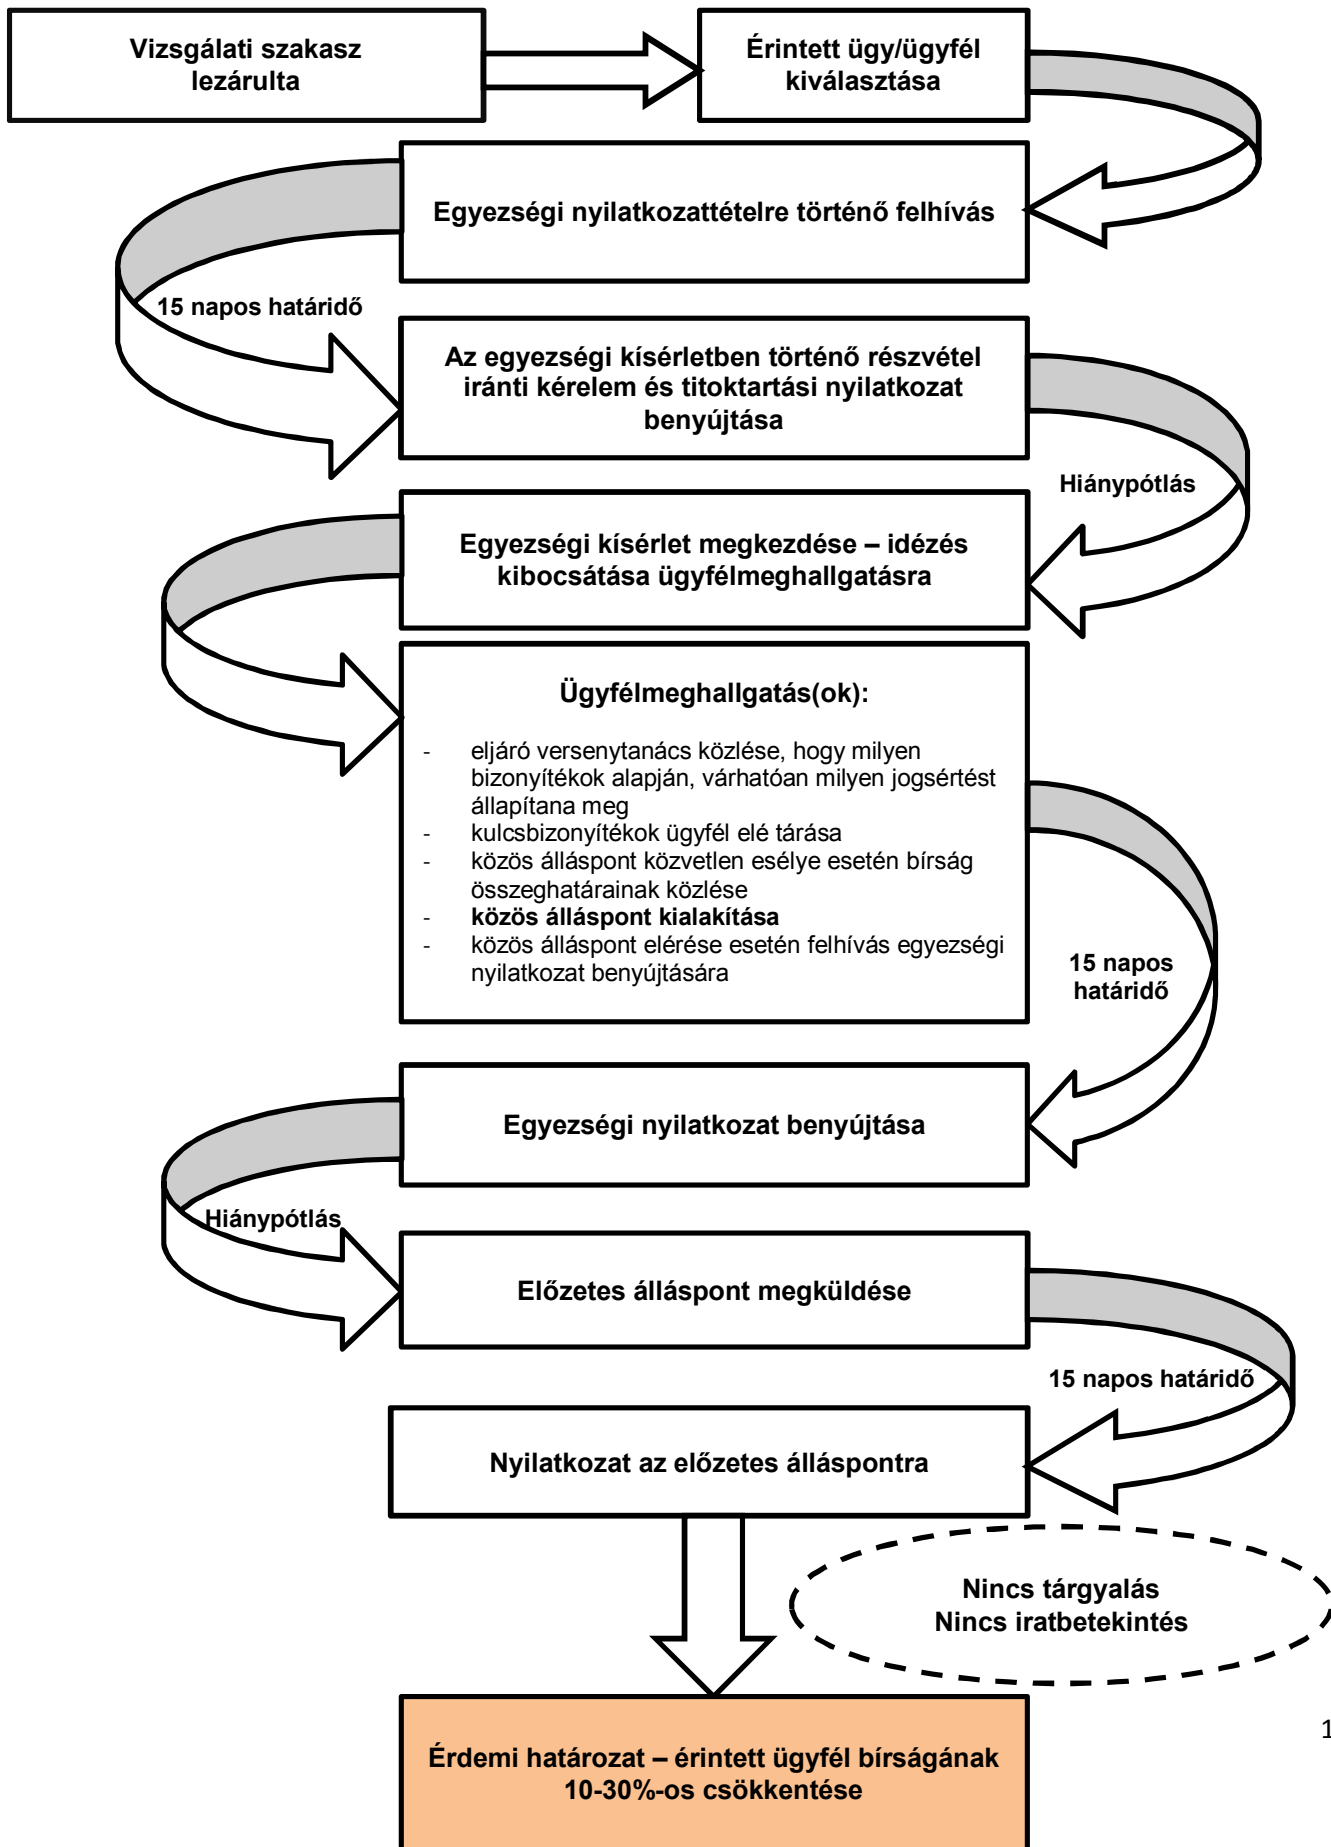 Vizsgálati szakasz
lezárulta
Érintett ügy/ügyfél
kiválasztása
Egyezségi nyilatkozattételre történő felhívás
15 napos határidő
Az egyezségi kísérletben történő részvétel
iránti kérelem és titoktartási nyilatkozat
benyújtása
Hiánypótlás
Egyezségi kísérlet megkezdése – idézés
kibocsátása ügyfélmeghallgatásra
Ügyfélmeghallgatás(ok):
- eljáró versenytanács közlése, hogy milyen
bizonyítékok alapján, várhatóan milyen jogsértést
állapítana meg
- kulcsbizonyítékok ügyfél elé tárása
- közös álláspont közvetlen esélye esetén bírság
összeghatárainak közlése
- közös álláspont kialakítása
- közös álláspont elérése esetén felhívás egyezségi
nyilatkozat benyújtására
15 napos
határidő
Egyezségi nyilatkozat benyújtása
Hiánypótlás
Előzetes álláspont megküldése
15 napos határidő
Nyilatkozat az előzetes álláspontra
Nincs tárgyalás
Nincs iratbetekintés
Érdemi határozat – érintett ügyfél bírságának
10-30%-os csökkentése
1